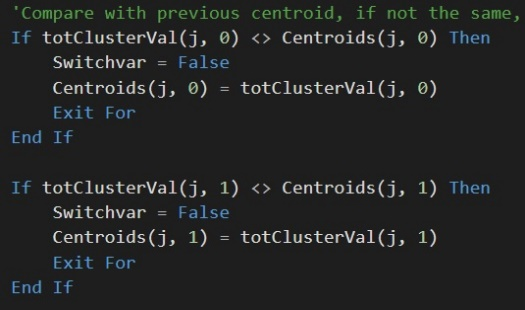 'Compare with previous centroid, if not the same,
If totClusterVal(j, 0) <> Centroids(j, 0) Then
Switchvar = False
Centroids(j, 0) = totClusterVal(j, 0)
Exit For
End If
If totClusterVal(j, 1) <> Centroids(j, 1) Then
Switchvar = False
Centroids(j, 1) = totClusterVal(j, 1)
Exit For
End If